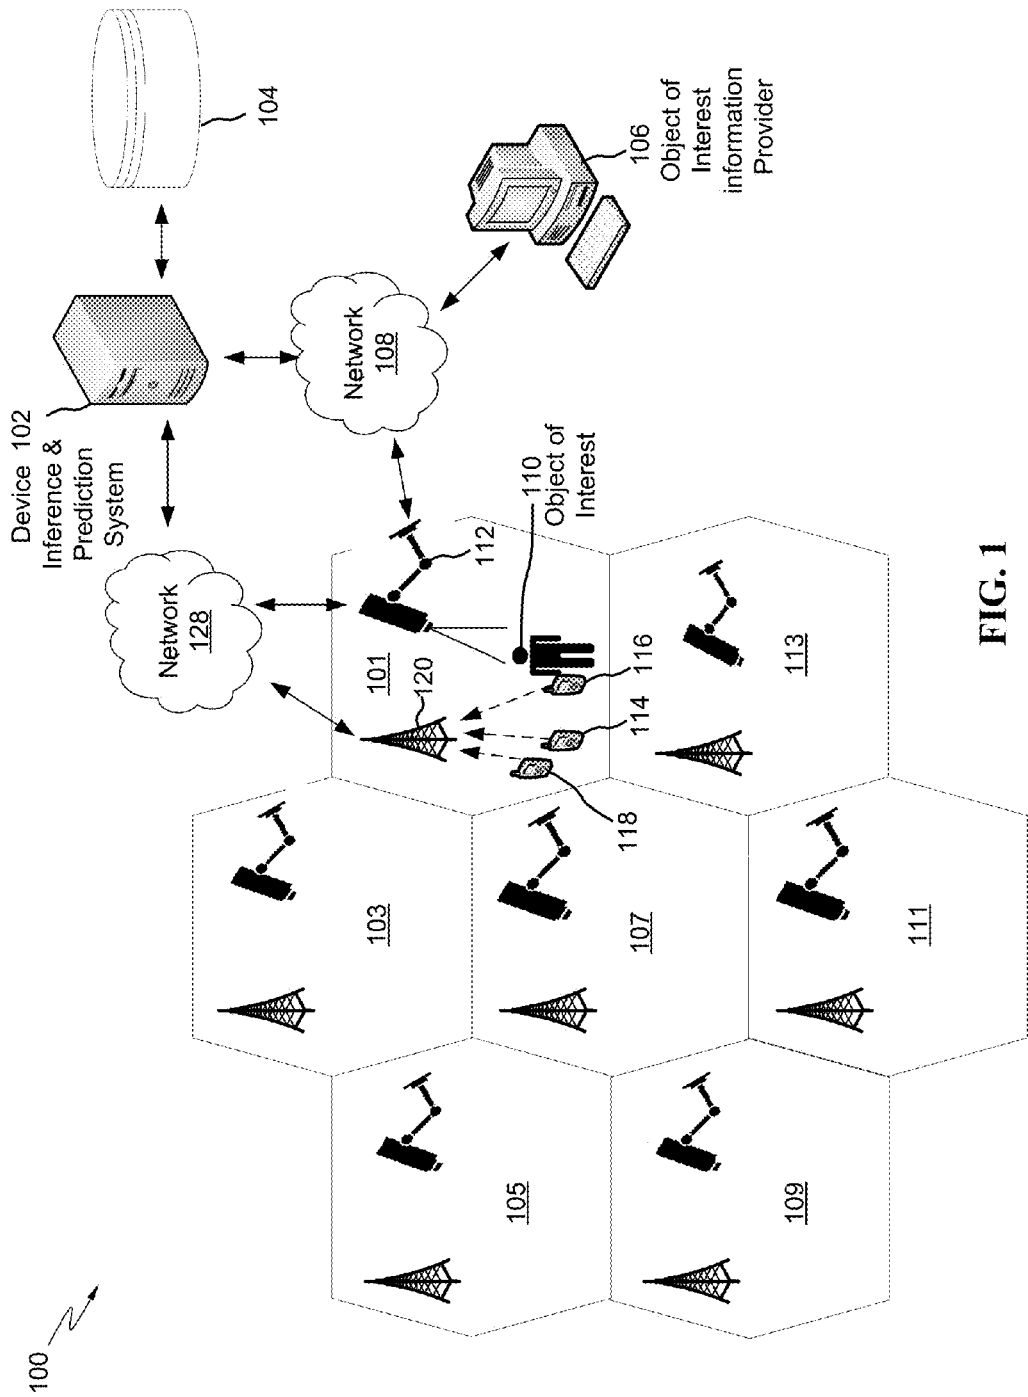 100
104
Device 102
Inference &
Prediction
System
Network
128
Network
108
106
Object of
Interest
information
Provider
101
120
112
110
Object of
Interest
116
114
118
103
107
113
105
109
111
FIG. 1